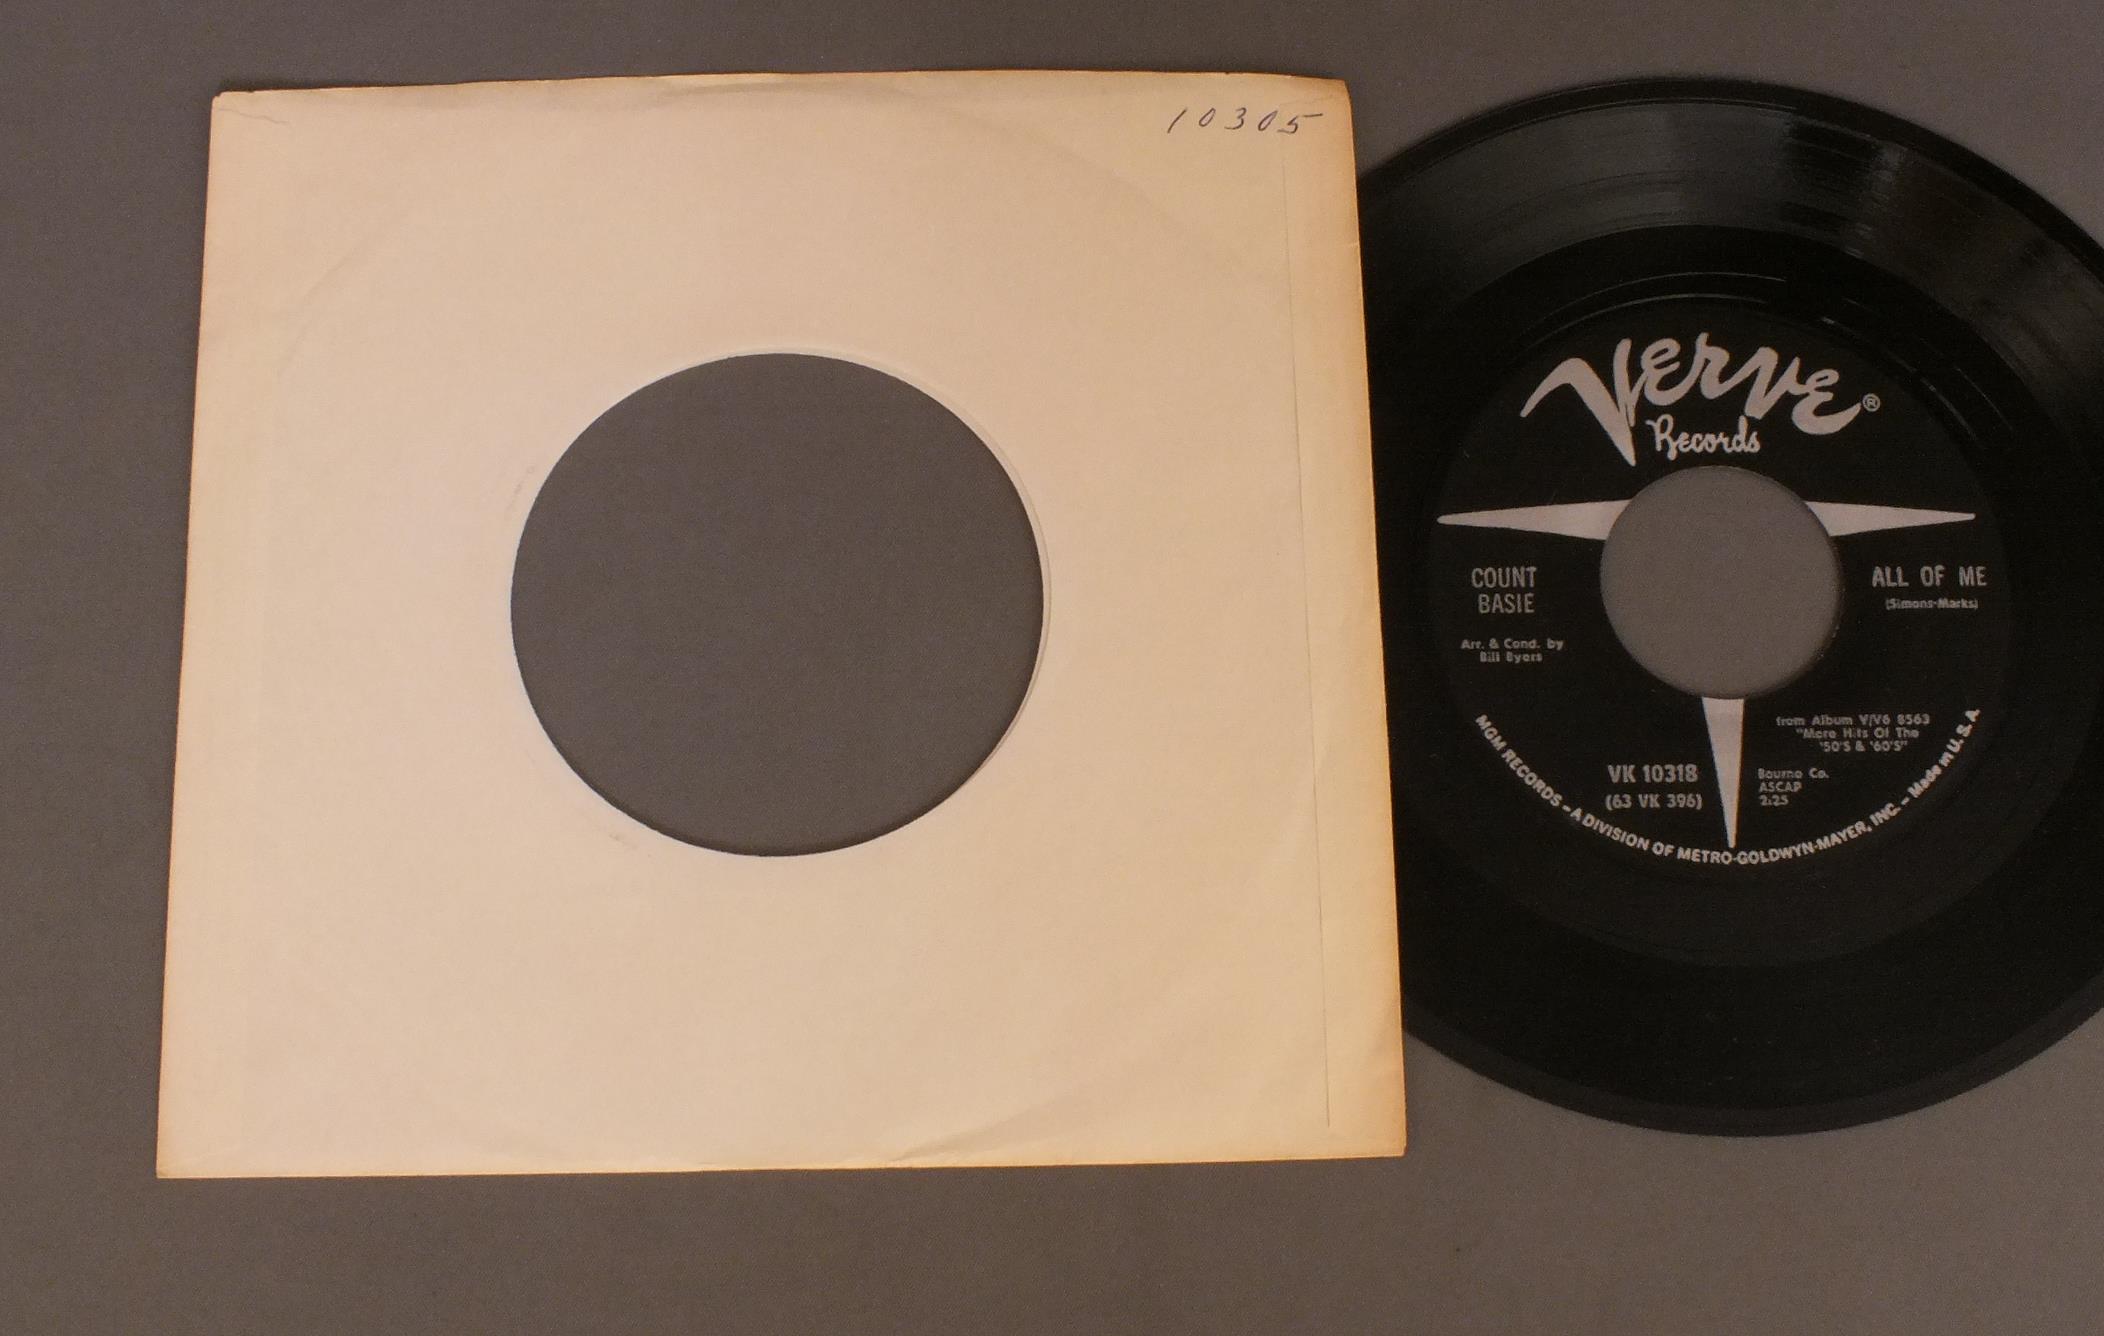 10305
Verve®
Records
COUNT
BASIE
Arr. & Cond. by
Bill Byers
ALL OF ME
(Simons-Marks)
from Album V/V6 8563
"More Hits Of The
'50'S & '60'S"
VK 10318
(63 VK 396)
Bourne Co.
ASCAP
2:25
MGM RECORDS – A DIVISION OF METRO-GOLDWYN-MAYER, INC. – Made in U.S.A.